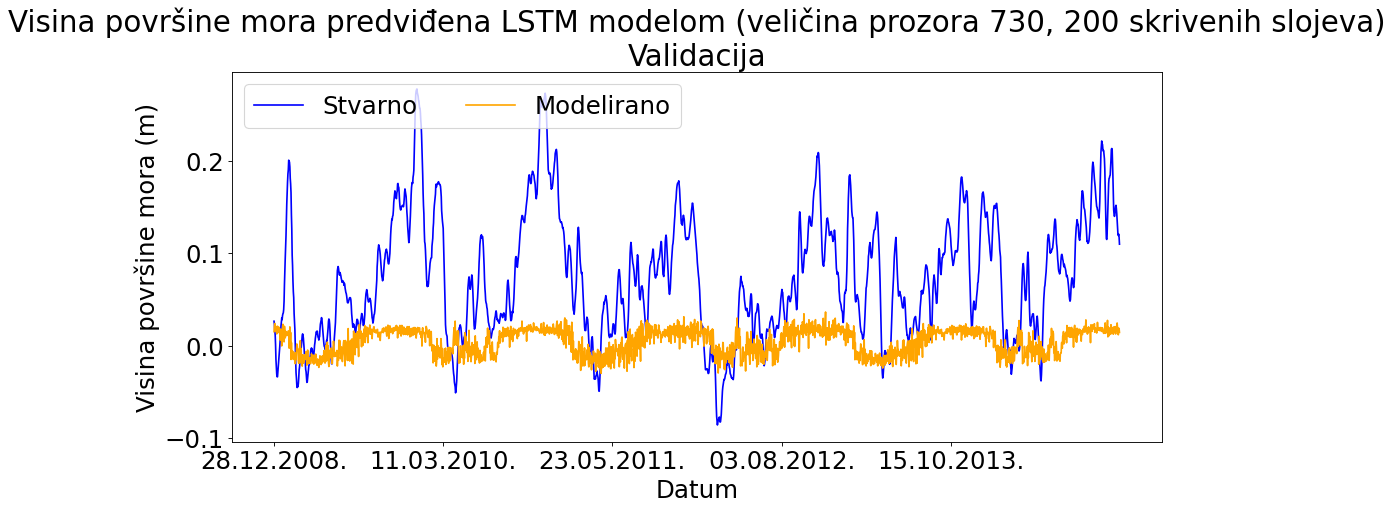 Visina površine mora predviđena LSTM modelom (veličina prozora 730, 200 skrivenih slojeva)
Validacija
Stvarno Modelirano
Visina površine mora (m)
0.2
0.1
0.0
−0.1
28.12.2008. 11.03.2010. 23.05.2011. 03.08.2012. 15.10.2013.
Datum